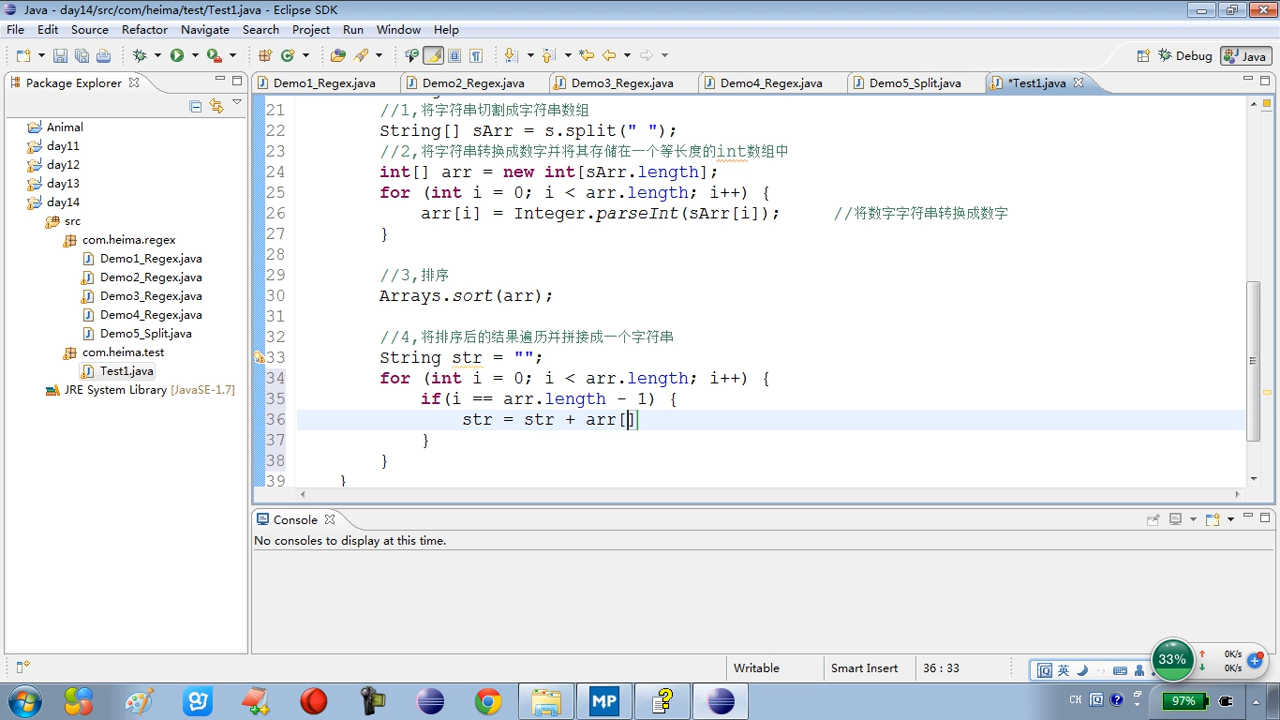 Java - day14/src/com/heima/test/Test1.java - Eclipse SDK
File Edit Source Refactor Navigate Search Project Run Window Help
Debug Java
Package Explorer
Demo1_Regex.java Demo2_Regex.java Demo3_Regex.java Demo4_Regex.java Demo5_Split.java *Test1.java
Animal
day11
day12
day13
day14
src
com.heima.regex
Demo1_Regex.java
Demo2_Regex.java
Demo3_Regex.java
Demo4_Regex.java
Demo5_Split.java
com.heima.test
Test1.java
JRE System Library [JavaSE-1.7]
21 //1,将字符串切割成字符串数组
22 String[] sArr = s.split(" ");
23 //2,将字符串转换成数字并将其存储在一个等长度的int数组中
24 int[] arr = new int[sArr.length];
25 for (int i = 0; i < arr.length; i++) {
26 arr[i] = Integer.parseInt(sArr[i]); //将数字字符串转换成数字
27 }
28
29 //3,排序
30 Arrays.sort(arr);
31
32 //4,将排序后的结果遍历并拼接成一个字符串
33 String str = "";
34 for (int i = 0; i < arr.length; i++) {
35 if(i == arr.length - 1) {
36 str = str + arr[]
37 }
38 }
39 }
Console
No consoles to display at this time.
Writable Smart Insert 36 : 33
英
33%
0K/s
0K/s
MP
CH
97%